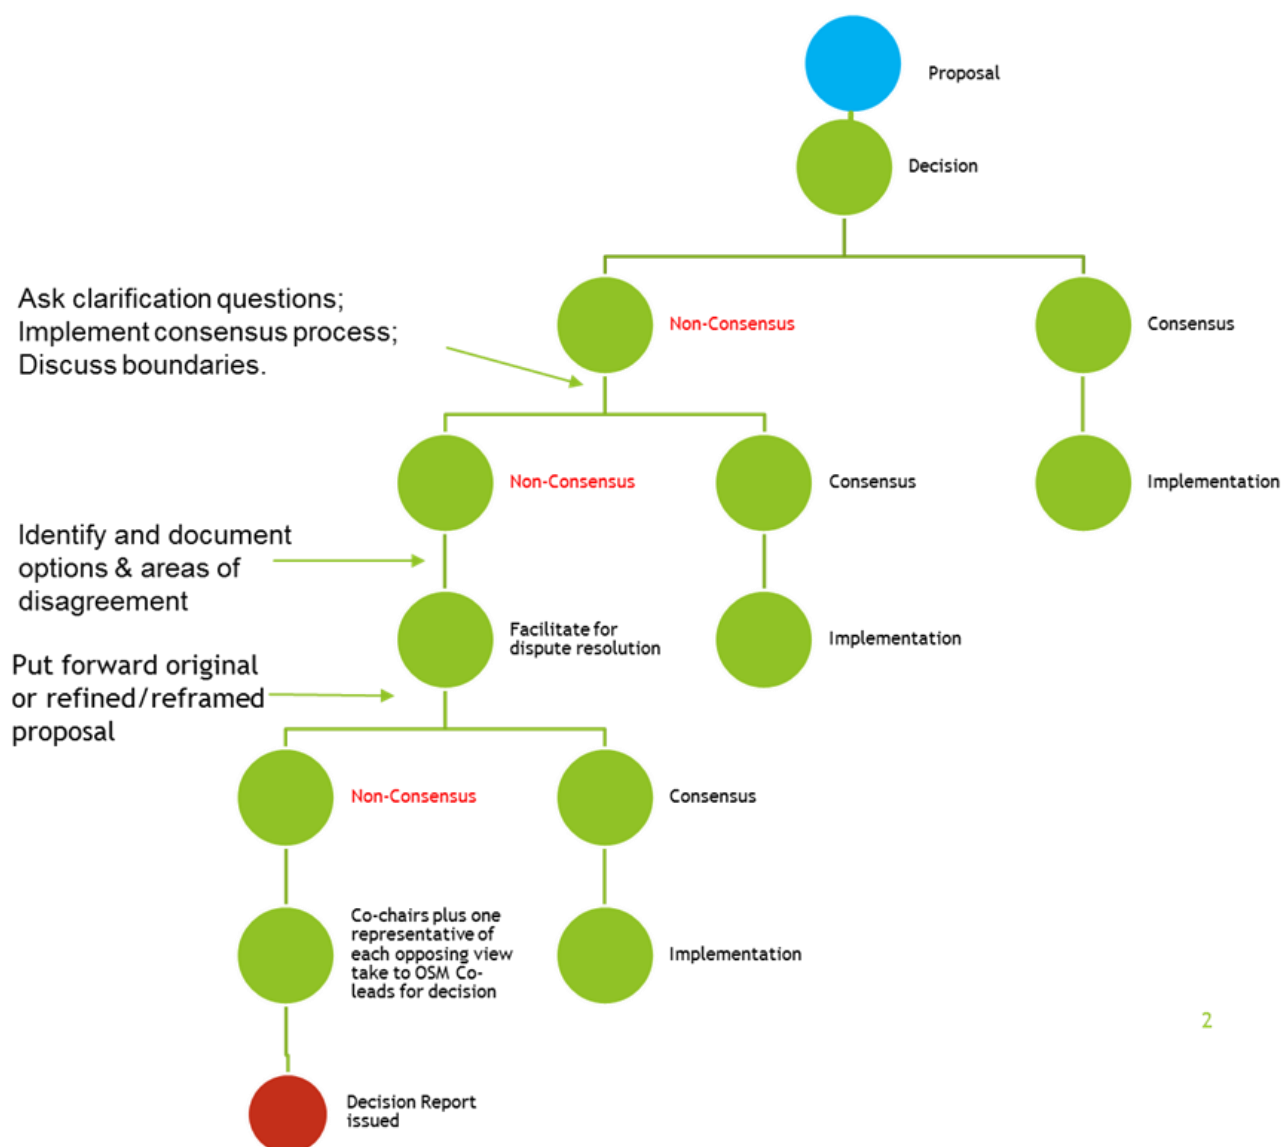 Proposal
Decision
Ask clarification questions;
Implement consensus process;
Discuss boundaries.
Non-Consensus
Consensus
Non-Consensus
Consensus
Implementation
Identify and document
options & areas of
disagreement
Facilitate for
dispute resolution
Implementation
Put forward original
or refined/reframed
proposal
Non-Consensus
Consensus
Co-chairs plus one
representative of
each opposing view
take to OSM Co-
leads for decision
Implementation
2
Decision Report
issued